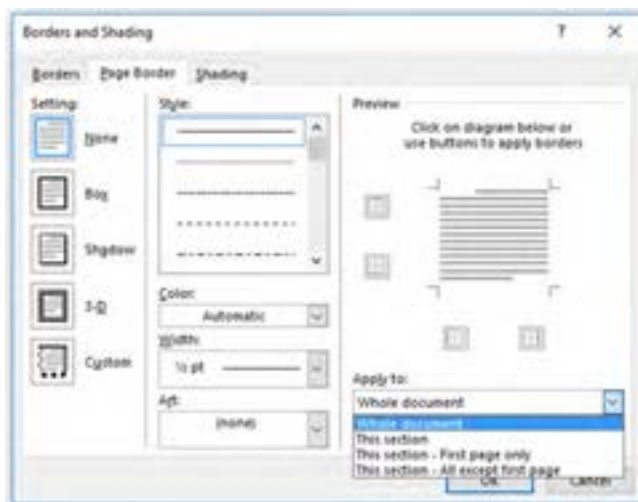 Borders and Shading
?
Borders Page Border Shading
Setting:
None
Box
Shadow
3-D
Custom
Style:
Color:
Automatic
Width:
½ pt
Art:
(none)
Preview
Click on diagram below or
use buttons to apply borders
Apply to:
Whole document
Whole document
This section
This section - First page only
This section - All except first page
OK Cancel